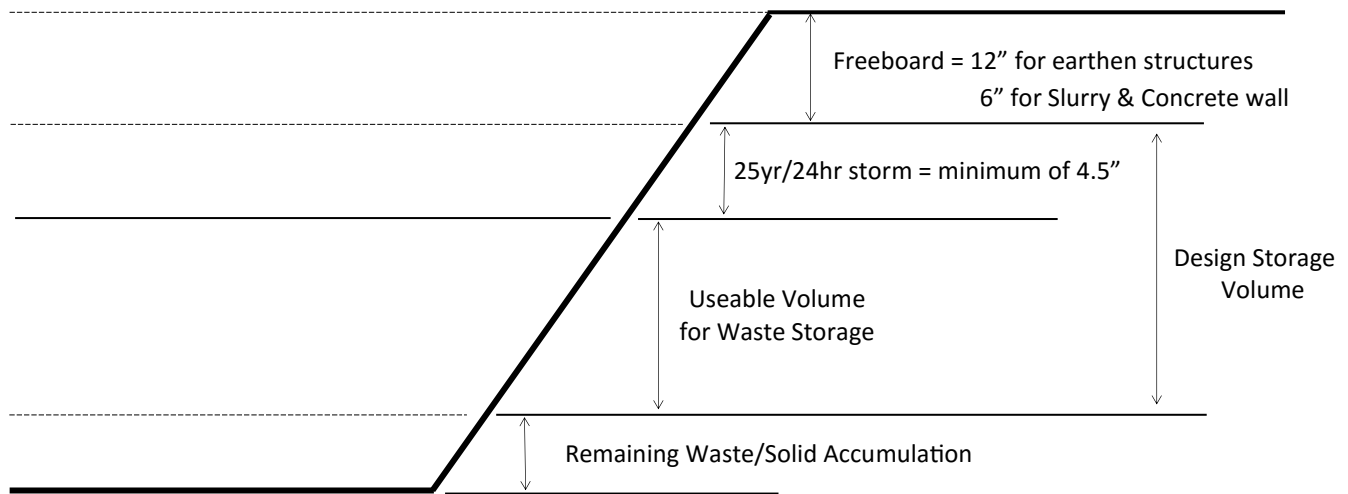 Freeboard = 12” for earthen structures
6” for Slurry & Concrete wall
25yr/24hr storm = minimum of 4.5”
Design Storage
Volume
Useable Volume
for Waste Storage
Remaining Waste/Solid Accumulation